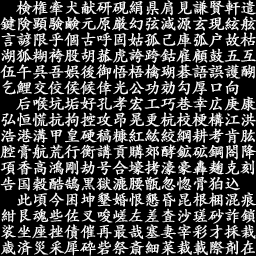 検権牽犬献研硯絹県肩見謙賢軒遣
鍵険顕験鹸元原厳幻弦減源玄現絃舷
言諺限乎個古呼固姑孤己庫弧戸故枯
湖狐糊袴股胡菰虎誇跨鈷雇顧鼓五互
伍午呉吾娯後御悟梧檎瑚碁語誤護醐
乞鯉交佼侯候倖光公功効勾厚口向
后喉坑垢好孔孝宏工巧巷幸広庚康
弘恒慌抗拘控攻昂晃更杭校梗構江洪
浩港溝甲皇硬稿糠紅紘絞綱耕考肯肱
腔膏航荒行衡講貢購郊酵鉱砿鋼閤降
項香高鴻剛劫号合壕拷濠豪轟麹克刻
告国穀酷鵠黒獄漉腰甑忽惚骨狛込
此頃今困坤墾婚恨懇昏昆根梱混痕
紺艮魂些佐叉唆嵯左差査沙瑳砂詐鎖
裟坐座挫債催再最哉塞妻宰彩才採栽
歳済災采犀砕砦祭斎細菜裁載際剤在